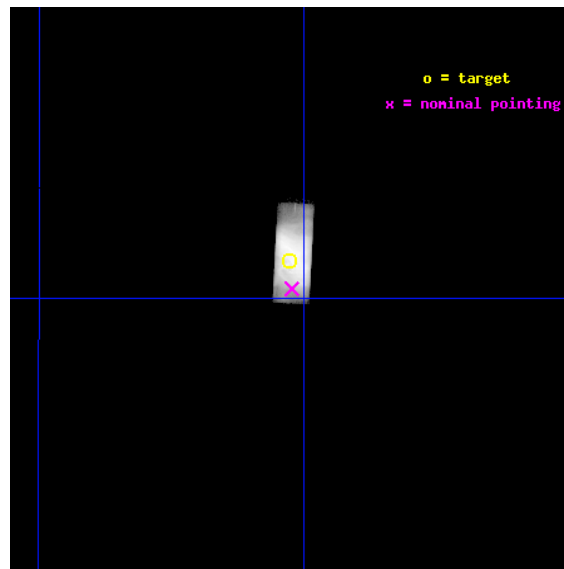 o = target
x = nominal pointing